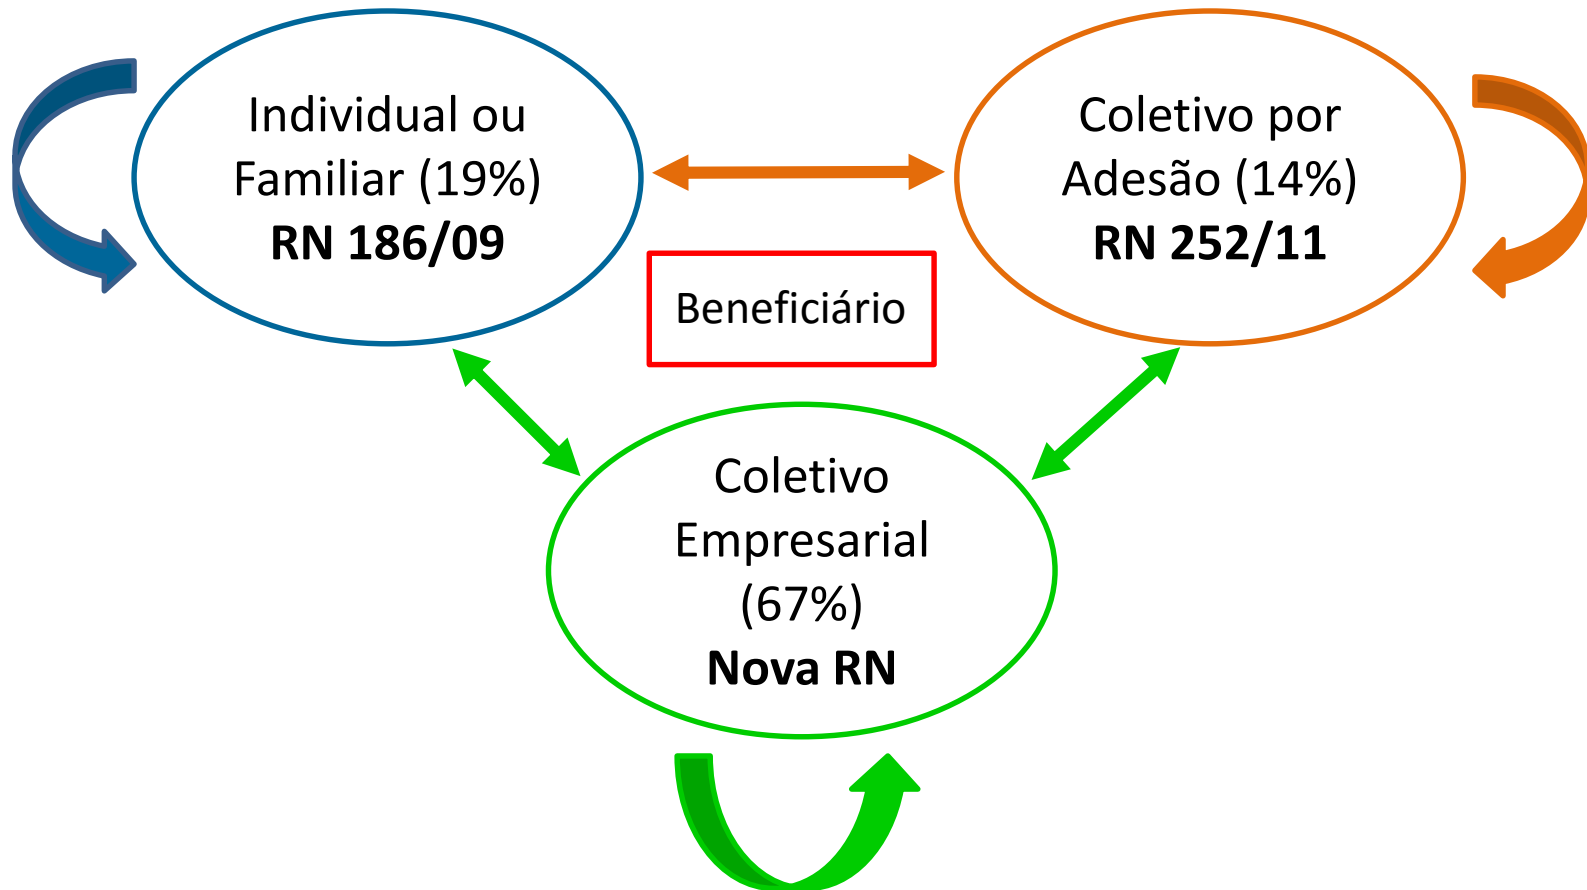 Individual ou
Familiar (19%)
RN 186/09
Coletivo por
Adesão (14%)
RN 252/11
Beneficiário
Coletivo
Empresarial
(67%)
Nova RN